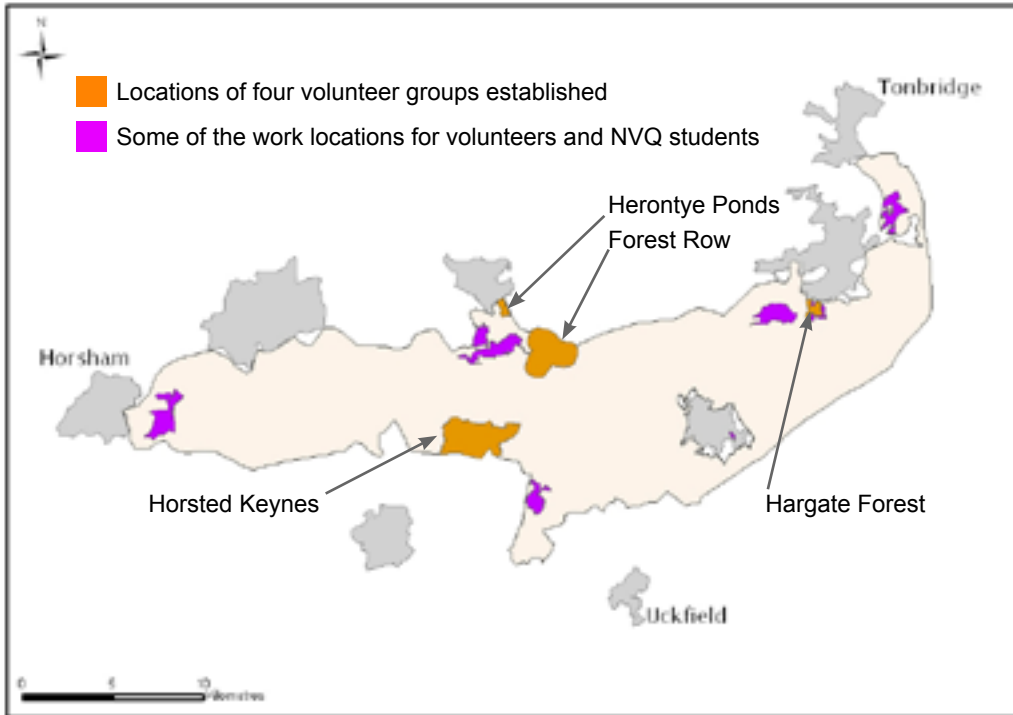 N
Locations of four volunteer groups established
Some of the work locations for volunteers and NVQ students
Tonbridge
Herontye Ponds
Forest Row
Horsham
Horsted Keynes
Hargate Forest
Uckfield
0 5 10
Kilometres